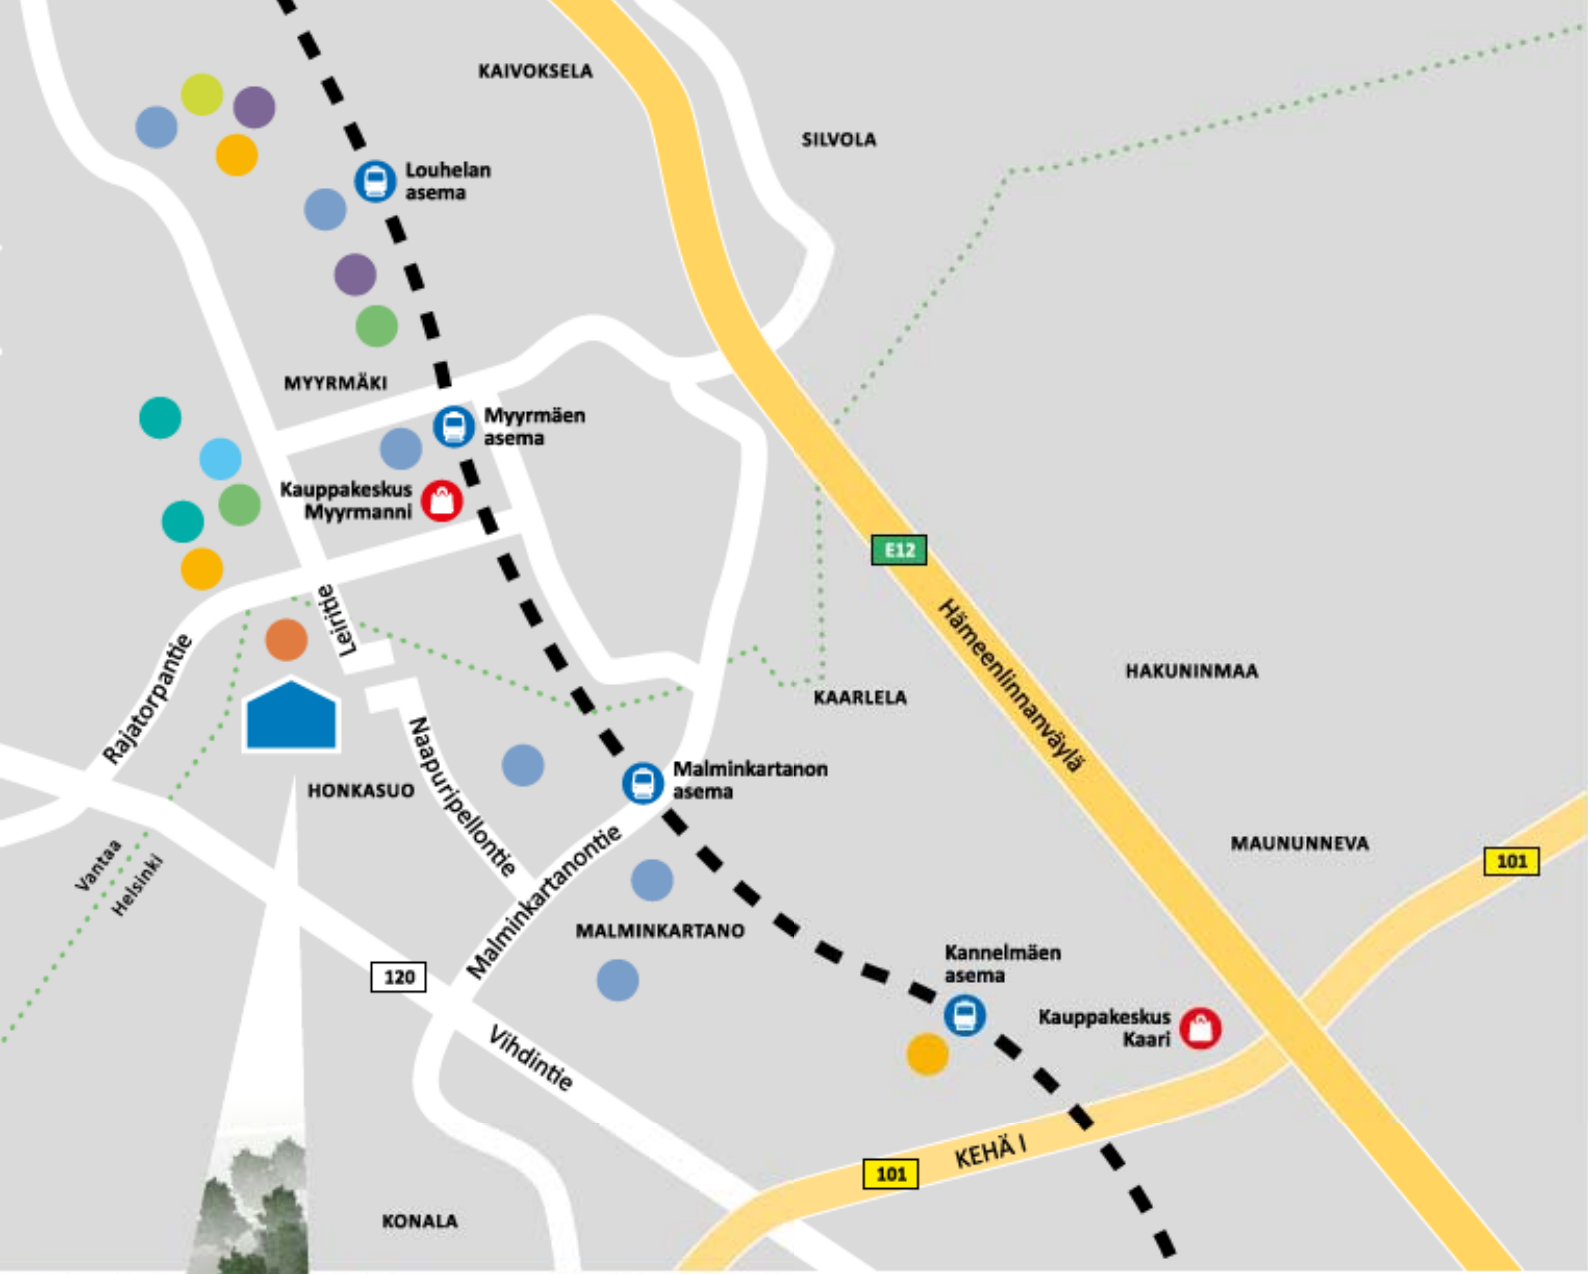 KAIVOKSELA
SILVOLA
Louhelan
asema
MYYRMÄKI
Myyrmäen
asema
Kauppakeskus
Myyrmanni
E12
Leiritie
Rajatorpantie
Hämeenlinnanväylä
HAKUNINMAA
KAARLELA
Naapuripellontie
Malminkartanon
asema
HONKASUO
Malminkartanontie
Vantaa
Helsinki
MAUNUNNEVA
101
MALMINKARTANO
120
Kannelmäen
asema
Kauppakeskus
Kaari
Vihdintie
KEHÄ I
101
KONALA